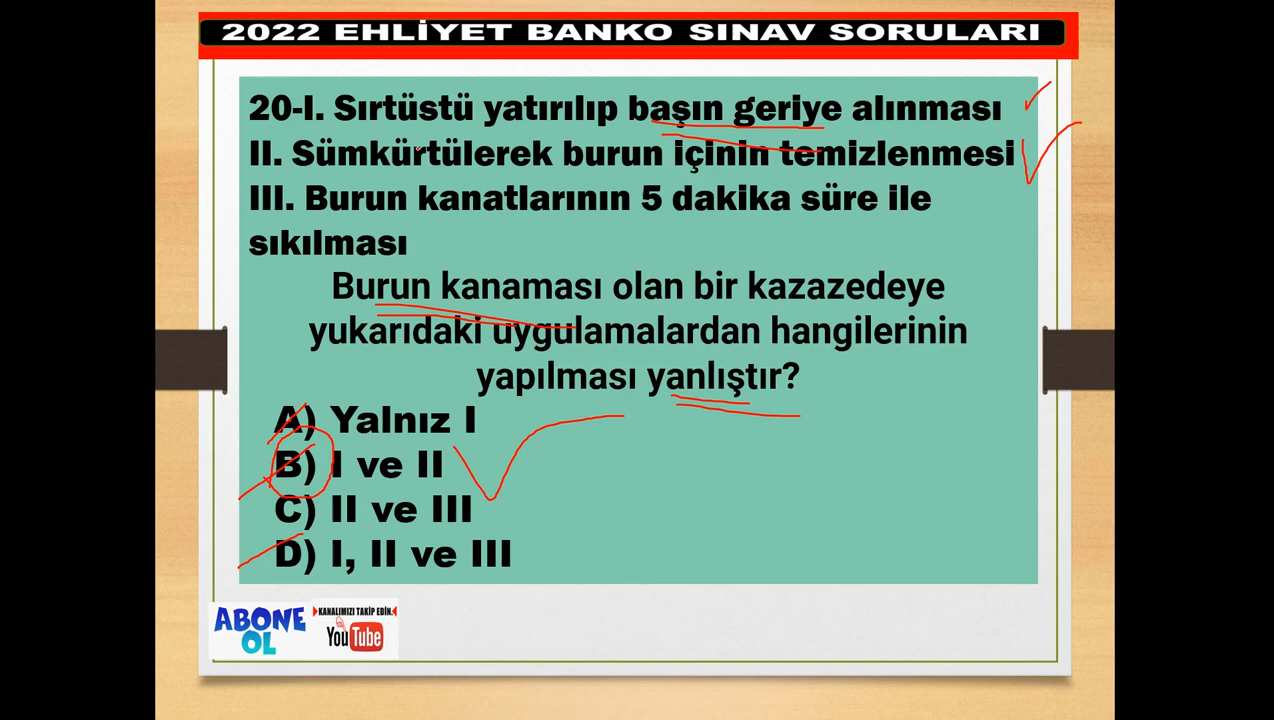 2022 EHLİYET BANKO SINAV SORULARI
20-I. Sırtüstü yatırılıp başın geriye alınması
II. Sümkürtülerek burun içinin temizlenmesi
III. Burun kanatlarının 5 dakika süre ile
sıkılması
Burun kanaması olan bir kazazedeye
yukarıdaki uygulamalardan hangilerinin
yapılması yanlıştır?
A) Yalnız I
B) I ve II
C) II ve III
D) I, II ve III
ABONE
OL
KANALIMIZI TAKİP EDİN.
YouTube